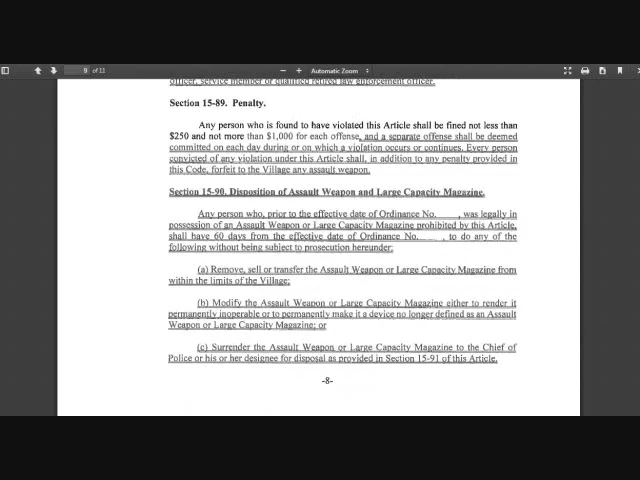 9 of 11
Automatic Zoom
officer, service member or qualified retired law enforcement officer.
Section 15-89. Penalty.
Any person who is found to have violated this Article shall be fined not less than
$250 and not more than $1,000 for each offense, and a separate offense shall be deemed
committed on each day during or on which a violation occurs or continues. Every person
convicted of any violation under this Article shall, in addition to any penalty provided in
this Code, forfeit to the Village any assault weapon.
Section 15-90. Disposition of Assault Weapon and Large Capacity Magazine.
Any person who, prior to the effective date of Ordinance No. ____, was legally in
possession of an Assault Weapon or Large Capacity Magazine prohibited by this Article,
shall have 60 days from the effective date of Ordinance No. ____, to do any of the
following without being subject to prosecution hereunder:
(a) Remove, sell or transfer the Assault Weapon or Large Capacity Magazine from
within the limits of the Village;
(b) Modify the Assault Weapon or Large Capacity Magazine either to render it
permanently inoperable or to permanently make it a device no longer defined as an Assault
Weapon or Large Capacity Magazine; or
(c) Surrender the Assault Weapon or Large Capacity Magazine to the Chief of
Police or his or her designee for disposal as provided in Section 15-91 of this Article.
-8-